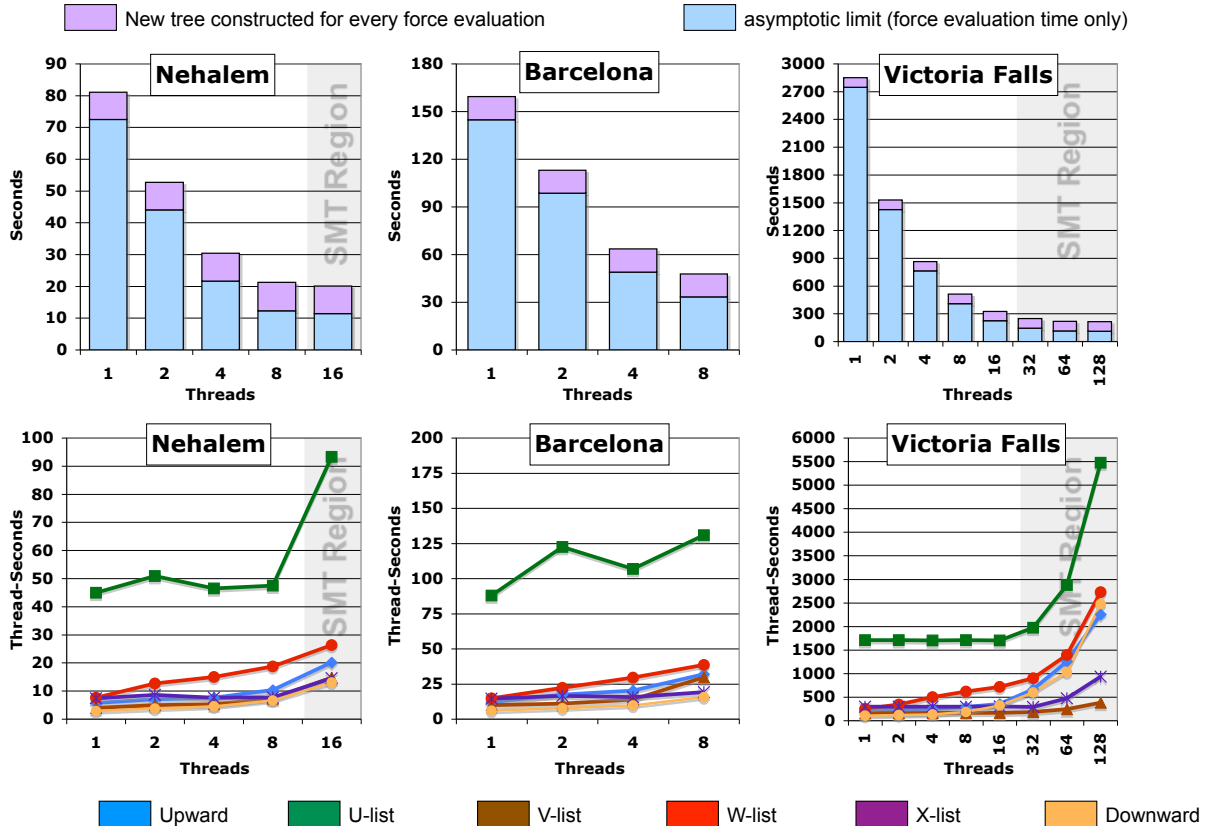 New tree constructed for every force evaluation
asymptotic limit (force evaluation time only)
Nehalem
Seconds
90
80
70
60
50
40
30
20
10
0
SMT Region
1 2 4 8 16
Threads
Barcelona
Seconds
180
150
120
90
60
30
0
1 2 4 8
Threads
Victoria Falls
Seconds
3000
2700
2400
2100
1800
1500
1200
900
600
300
0
SMT Region
1 2 4 8 16 32 64 128
Threads
Nehalem
Thread-Seconds
100
90
80
70
60
50
40
30
20
10
0
SMT Region
1 2 4 8 16
Threads
Barcelona
Thread-Seconds
200
175
150
125
100
75
50
25
0
1 2 4 8
Threads
Victoria Falls
Thread-Seconds
6000
5500
5000
4500
4000
3500
3000
2500
2000
1500
1000
500
0
SMT Region
1 2 4 8 16 32 64 128
Threads
Upward
U-list
V-list
W-list
X-list
Downward